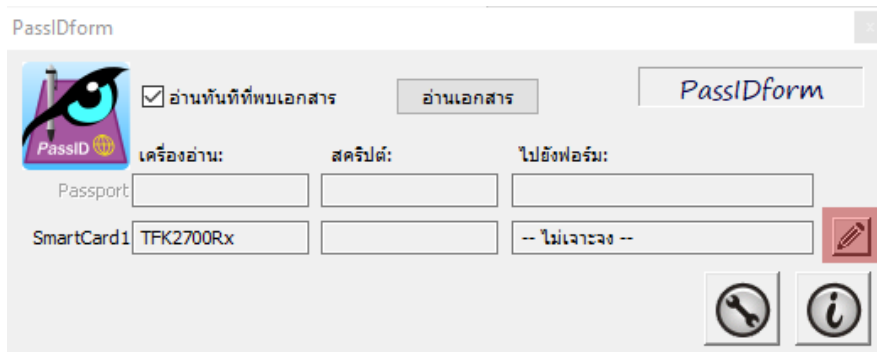 PassIDform
อ่านทันทีที่พบเอกสาร
อ่านเอกสาร
PassIDform
PassID
เครื่องอ่าน: สคริปต์: ไปยังฟอร์ม:
Passport
SmartCard1 TFK2700Rx -- ไม่เจาะจง --
i